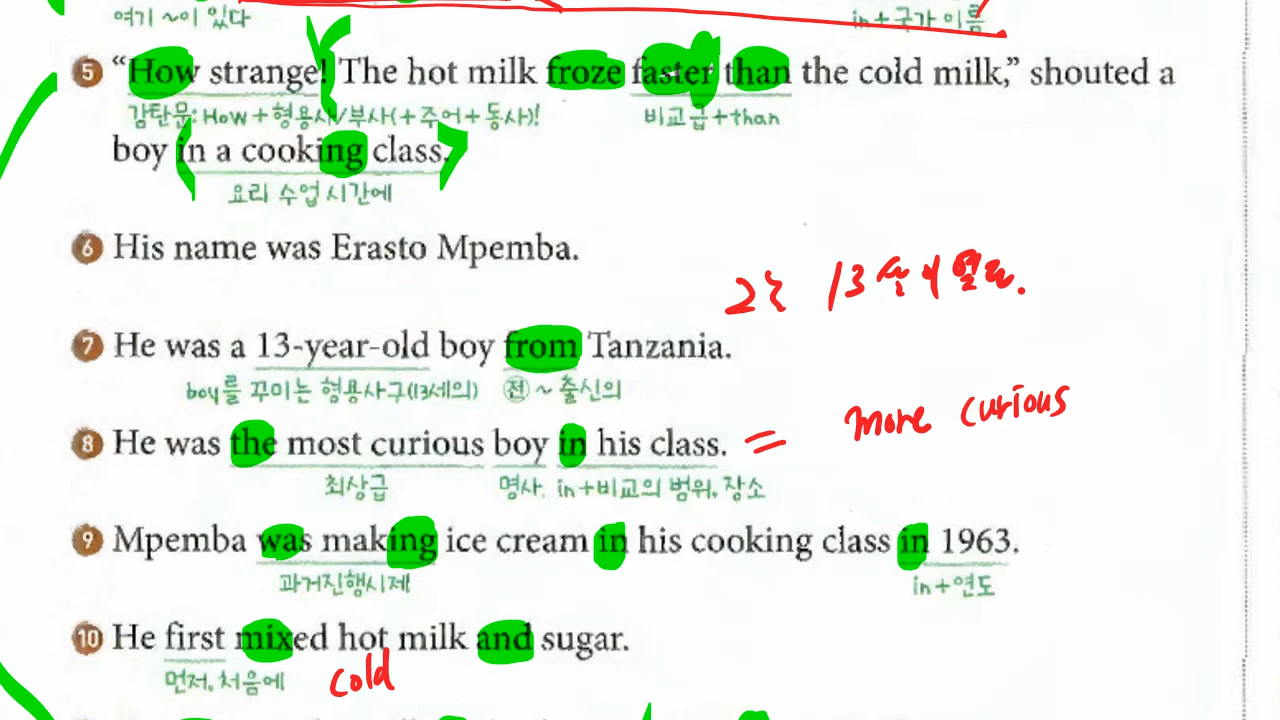 여기 ~이 있다 in+국가 이름
5 “How strange! The hot milk froze faster than the cold milk,” shouted a
감탄문: How+형용사/부사(+주어+동사)! 비교급+than
boy in a cooking class.
요리 수업 시간에
6 His name was Erasto Mpemba.
13
7 He was a 13-year-old boy from Tanzania.
boy를 꾸미는 형용사구(13세의) 전 ~ 출신의
more curious
8 He was the most curious boy in his class. =
최상급 명사. in+비교의 범위, 장소
9 Mpemba was making ice cream in his cooking class in 1963.
과거진행시제 in+연도
10 He first mixed hot milk and sugar.
먼저, 처음에 cold